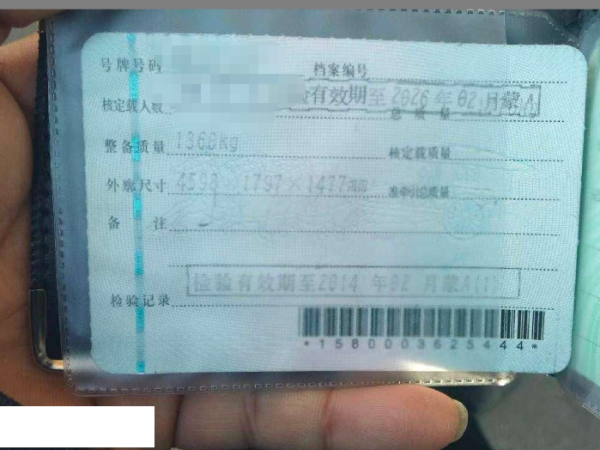 号牌号码 档案编号
核定载人数 检验有效期至2026年02月蒙A
总质量
整备质量 1360kg 核定载质量
外廓尺寸 4598×1797×1477mm 准牵引总质量
备 注
检验有效期至2014年02月蒙A(1)
检验记录
*1580003625444*